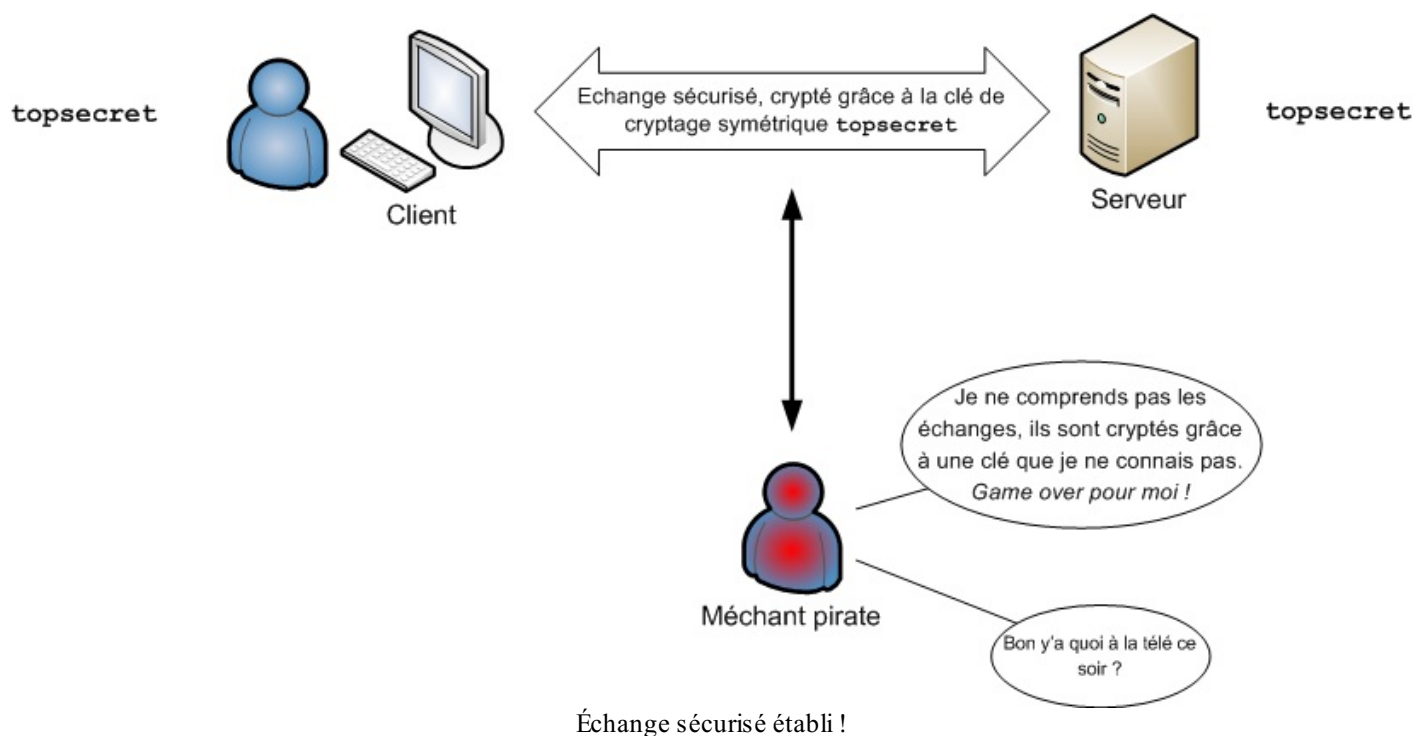 topsecret
Echange sécurisé, crypté grâce à la clé de
cryptage symétrique topsecret
topsecret
Client
Serveur
Je ne comprends pas les
échanges, ils sont cryptés grâce
à une clé que je ne connais pas.
Game over pour moi !
Méchant pirate
Bon y'a quoi à la télé ce
soir ?
Échange sécurisé établi !